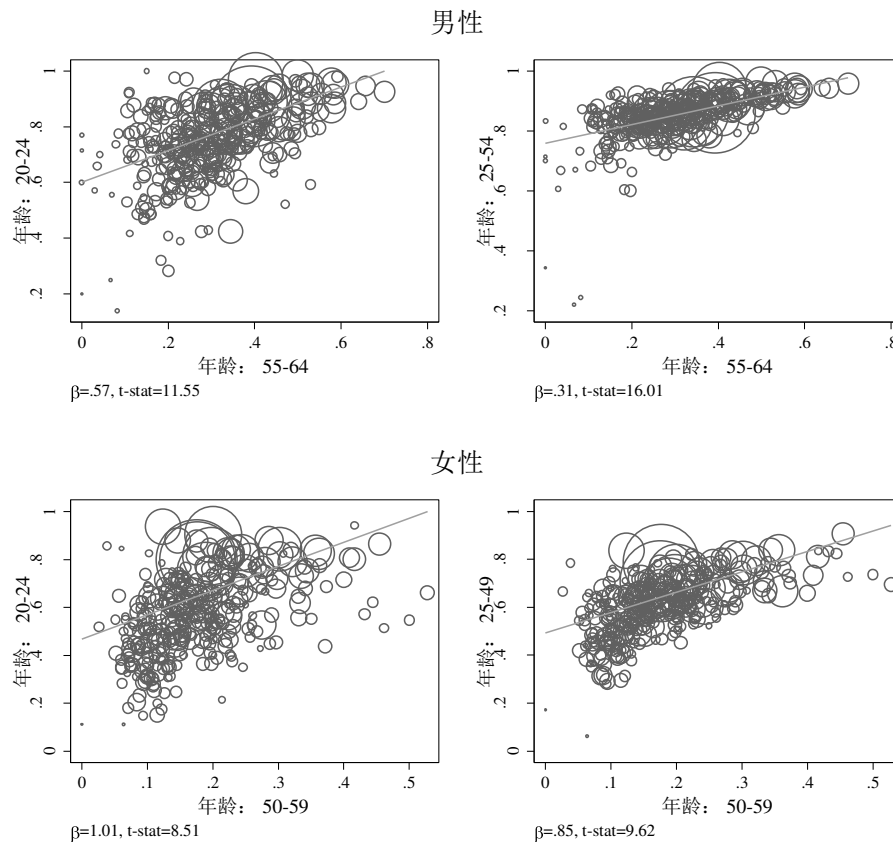 男性
1
.8
.6
.4
.2
年龄：20-24
0 .2 .4 .6 .8
年龄： 55-64
β=.57, t-stat=11.55
1
.8
.6
.4
.2
年龄：25-54
0 .2 .4 .6 .8
年龄： 55-64
β=.31, t-stat=16.01
女性
1
.8
.6
.4
.2
0
年龄：20-24
0 .1 .2 .3 .4 .5
年龄：50-59
β=1.01, t-stat=8.51
1
.8
.6
.4
.2
0
年龄：25-49
0 .1 .2 .3 .4 .5
年龄：50-59
β=.85, t-stat=9.62